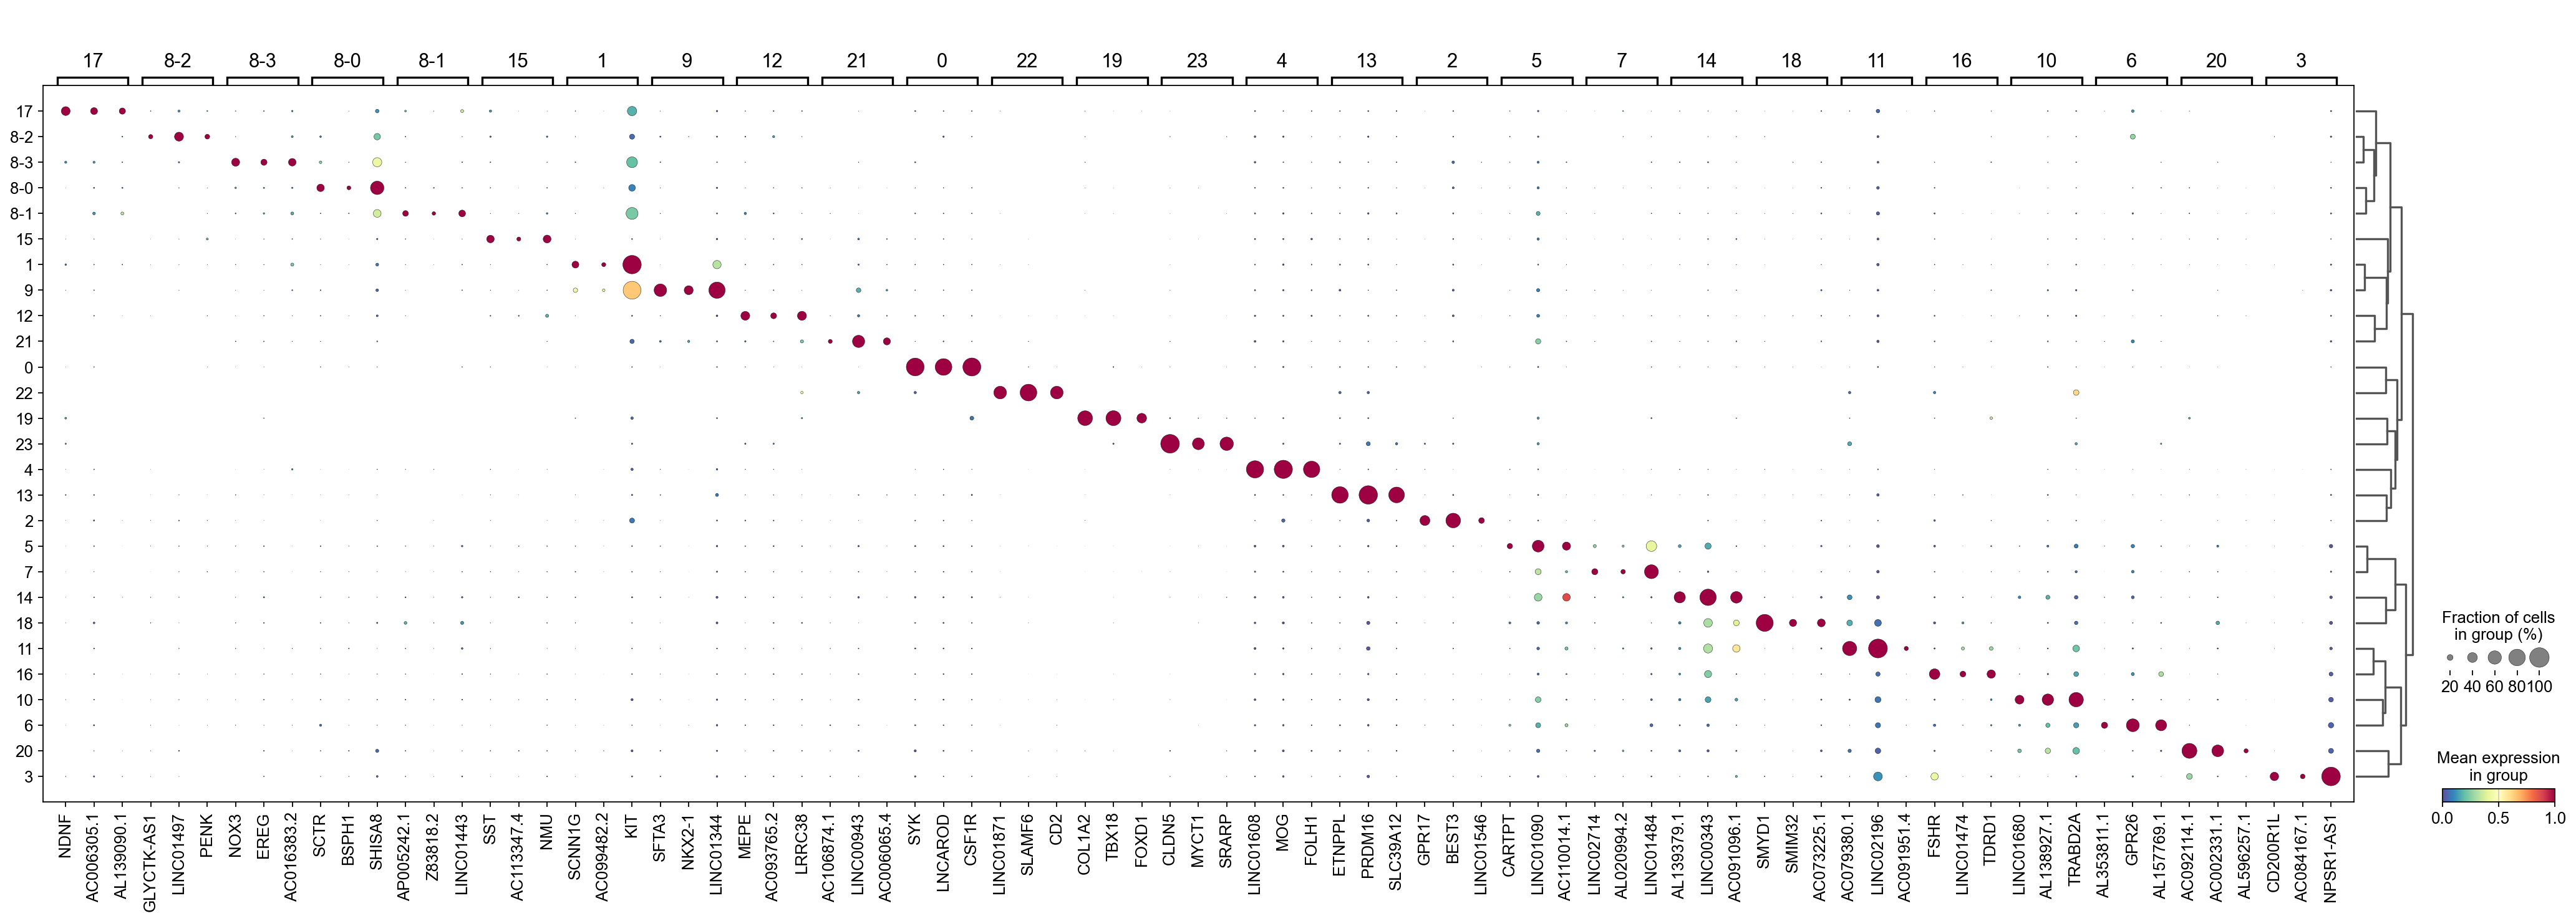 17 8-2 8-3 8-0 8-1 15 1 9 12 21 0 22 19 23 4 13 2 5 7 14 18 11 16 10 6 20 3
17
8-2
8-3
8-0
8-1
15
1
9
12
21
0
22
19
23
4
13
2
5
7
14
18
11
16
10
6
20
3
NDNF
AC006305.1
AL139090.1
GLYCTK-AS1
LINC01497
PENK
NOX3
EREG
AC016383.2
SCTR
BSPH1
SHISA8
AP005242.1
Z83818.2
LINC01443
SST
AC113347.4
NMU
SCNN1G
AC099482.2
KIT
SFTA3
NKX2-1
LINC01344
MEPE
AC093765.2
LRRC38
AC106874.1
LINC00943
AC006065.4
SYK
LNCAROD
CSF1R
LINC01871
SLAMF6
CD2
COL1A2
TBX18
FOXD1
CLDN5
MYCT1
SRARP
LINC01608
MOG
FOLH1
ETNPPL
PRDM16
SLC39A12
GPR17
BEST3
LINC01546
CARTPT
LINC01090
AC110014.1
LINC02714
AL020994.2
LINC01484
AL139379.1
LINC00343
AC091096.1
SMYD1
SMIM32
AC073225.1
AC079380.1
LINC02196
AC091951.4
FSHR
LINC01474
TDRD1
LINC01680
AL138927.1
TRABD2A
AL353811.1
GPR26
AL157769.1
AC092114.1
AC002331.1
AL596257.1
CD200R1L
AC084167.1
NPSR1-AS1
Fraction of cells
in group (%)
20 40 60 80 100
Mean expression
in group
0.0 0.5 1.0